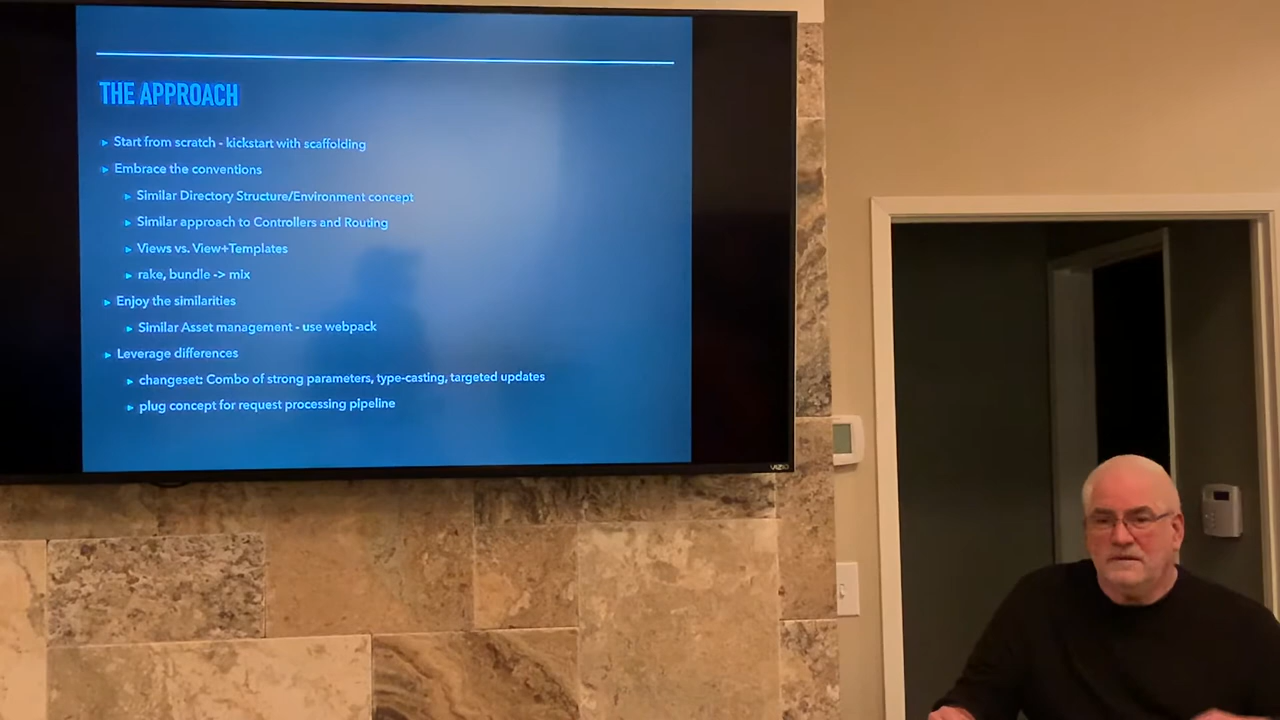 THE APPROACH
Start from scratch - kickstart with scaffolding
Embrace the conventions
Similar Directory Structure/Environment concept
Similar approach to Controllers and Routing
Views vs. View+Templates
rake, bundle -> mix
Enjoy the similarities
Similar Asset management - use webpack
Leverage differences
changeset: Combo of strong parameters, type-casting, targeted updates
plug concept for request processing pipeline
VIZIO